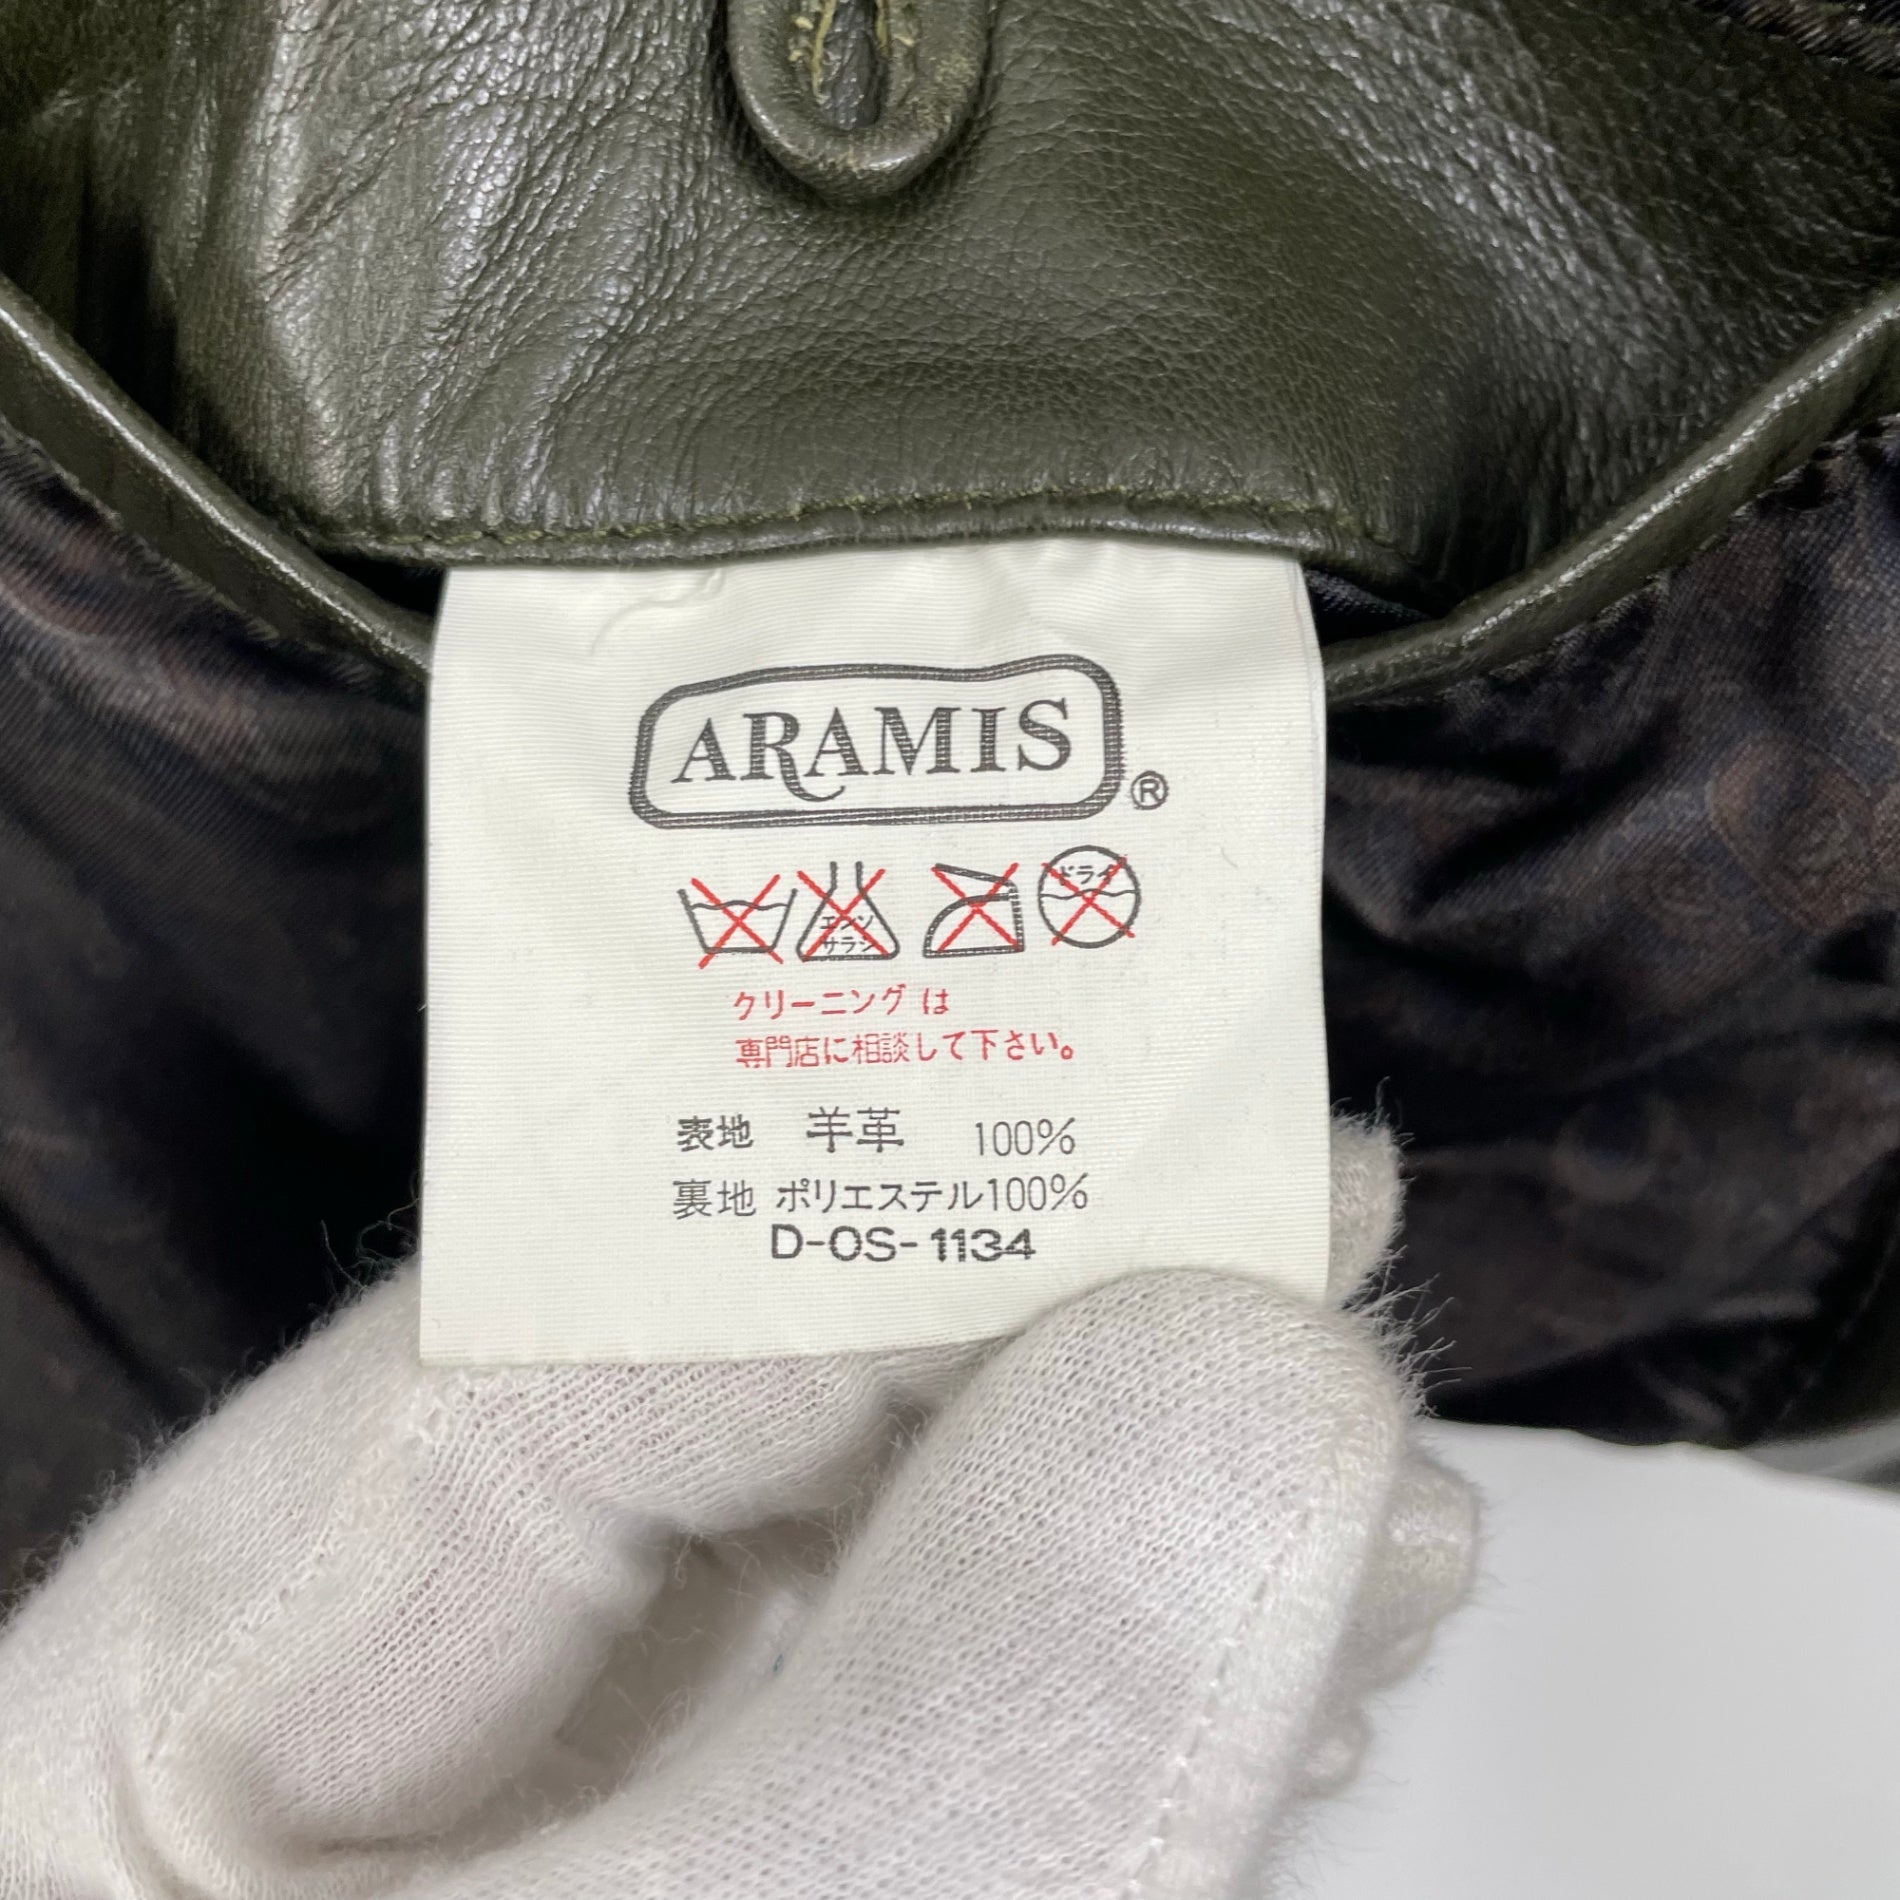 ARAMIS
®
エンソ
サラシ
ドライ
クリーニング は
専門店に相談して下さい。
表地 羊革 100%
裏地 ポリエステル100%
D-OS-1134